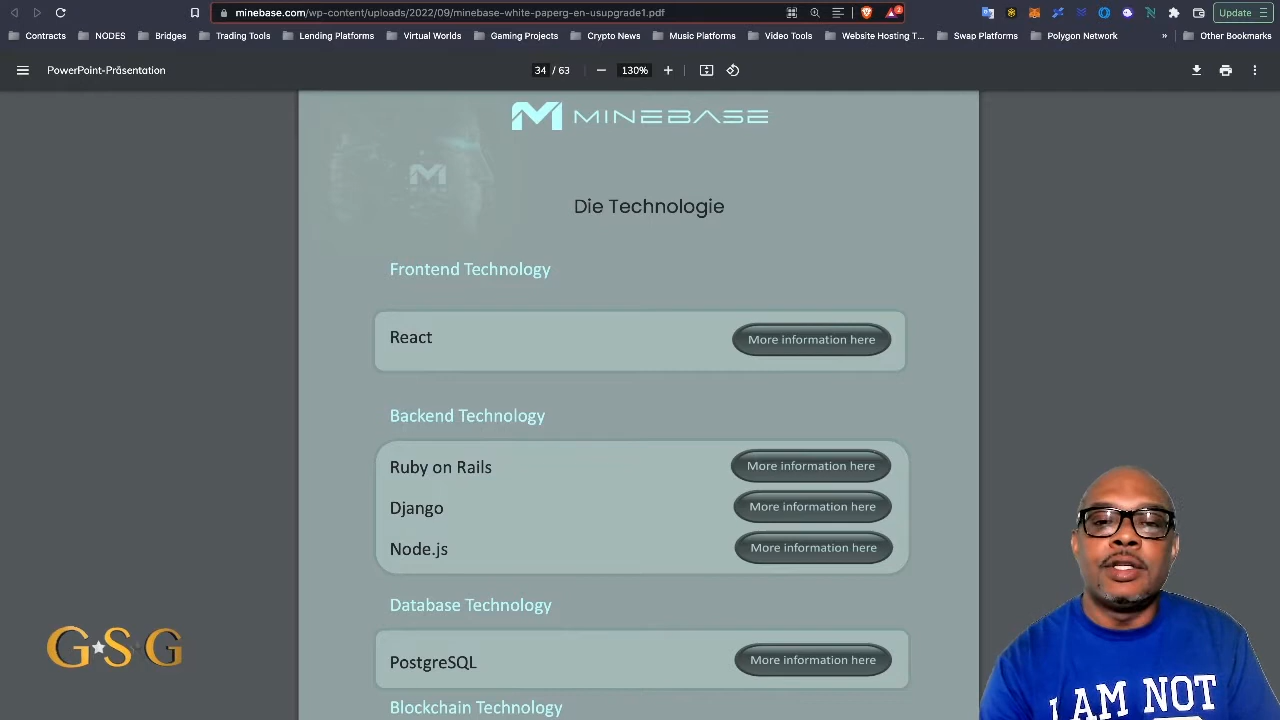 minebase.com/wp-content/uploads/2022/09/minebase-white-paperg-en-usupgrade1.pdf
2
Update
Contracts NODES Bridges Trading Tools Lending Platforms Virtual Worlds Gaming Projects Crypto News Music Platforms Video Tools Website Hosting T... Swap Platforms Polygon Network » Other Bookmarks
PowerPoint-Präsentation 34 / 63 130%
M MINEBASE
M
Die Technologie
Frontend Technology
React More information here
Backend Technology
Ruby on Rails More information here
Django More information here
Node.js More information here
Database Technology
PostgreSQL More information here
Blockchain Technology
G S G
I AM NOT